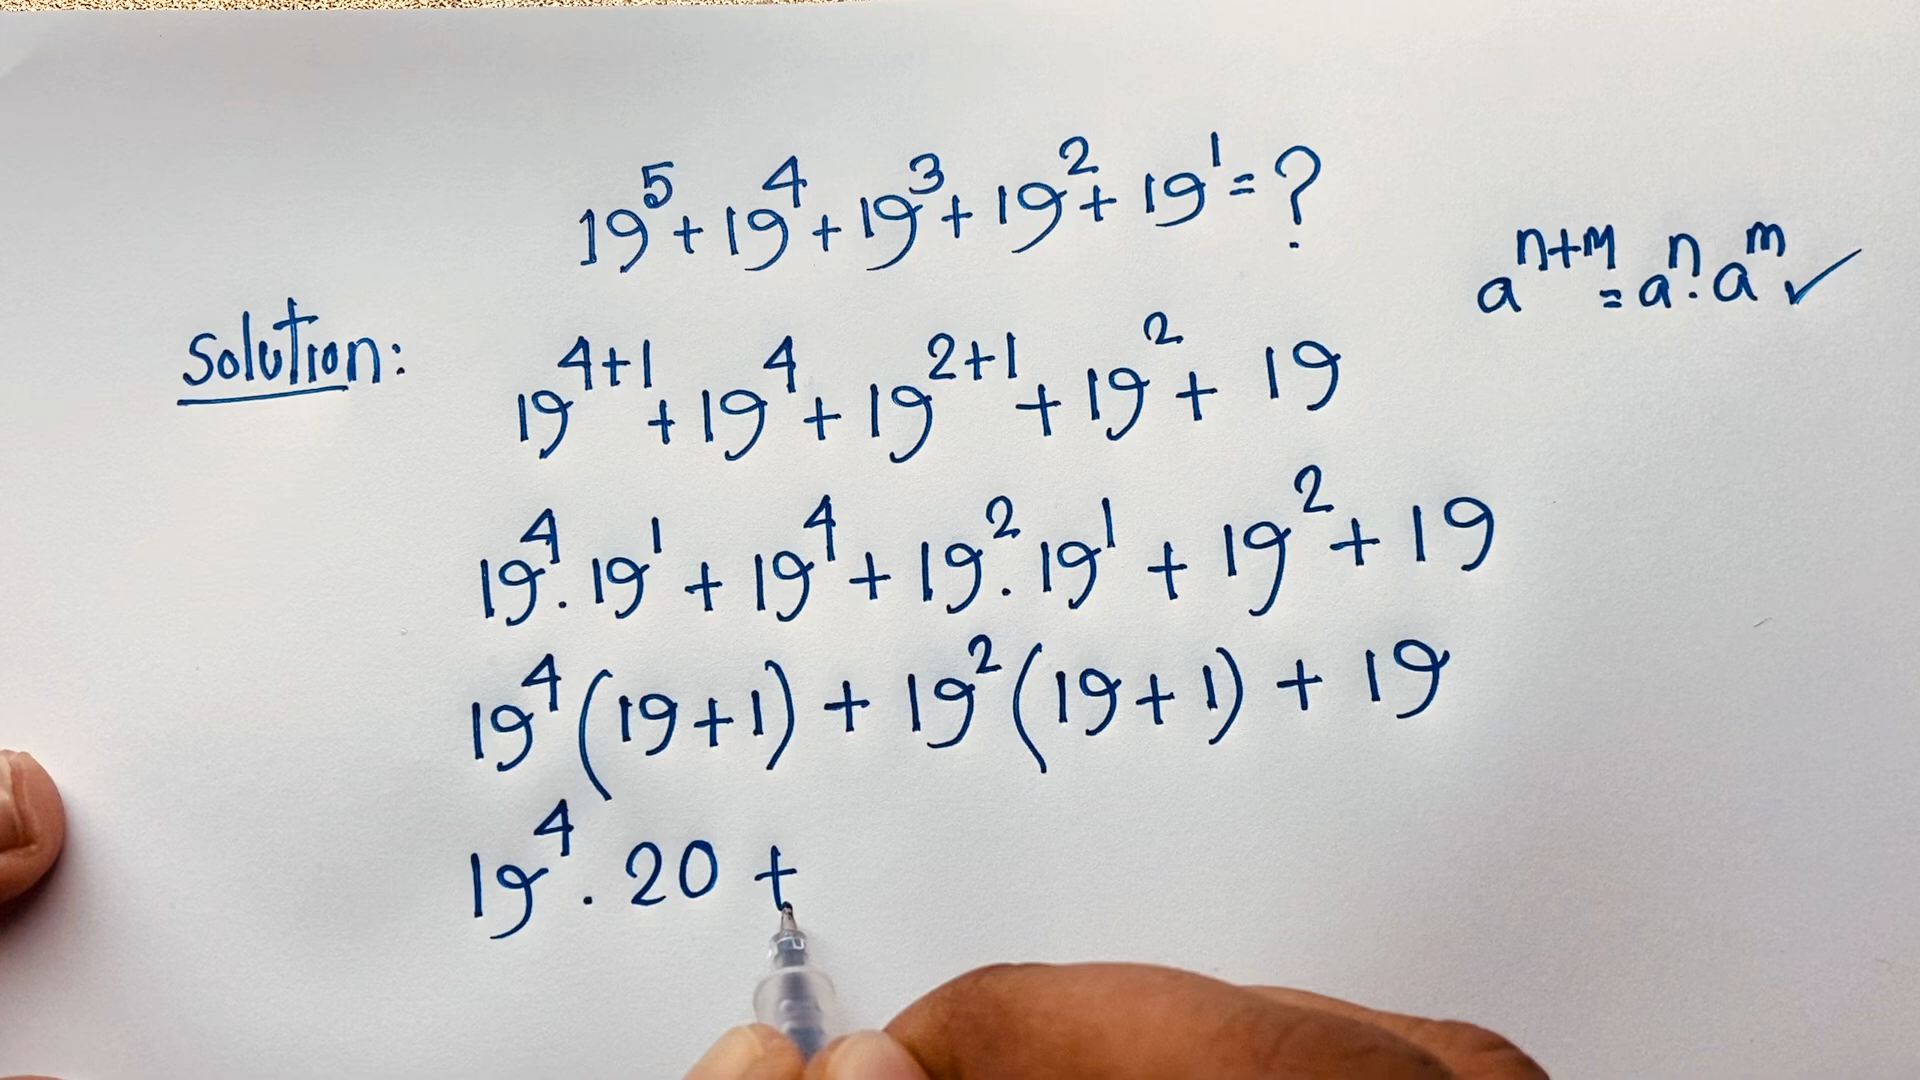 19⁵ + 19⁴ + 19³ + 19² + 19¹ = ?
aⁿ⁺ᵐ = aⁿ · aᵐ ✓
Solution:
19⁴⁺¹ + 19⁴ + 19²⁺¹ + 19² + 19
19⁴ . 19¹ + 19⁴ + 19² . 19¹ + 19² + 19
19⁴ (19 + 1) + 19² (19 + 1) + 19
19⁴ . 20 +